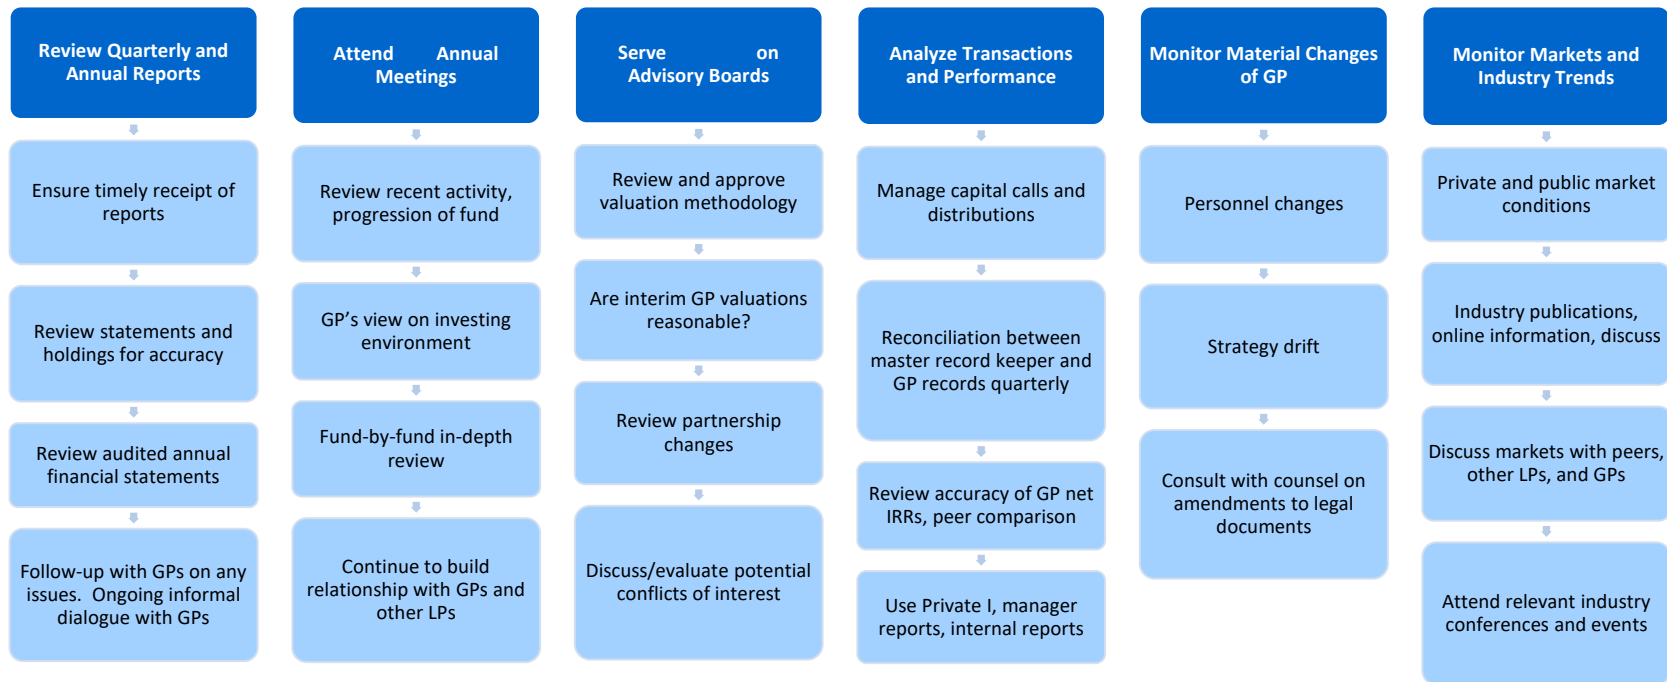 Review Quarterly and
Annual Reports
Ensure timely receipt of
reports
Review statements and
holdings for accuracy
Review audited annual
financial statements
Follow-up with GPs on any
issues.  Ongoing informal
dialogue with GPs
Attend Annual
Meetings
Review recent activity,
progression of fund
GP’s view on investing
environment
Fund-by-fund in-depth
review
Continue to build
relationship with GPs and
other LPs
Serve on
Advisory Boards
Review and approve
valuation methodology
Are interim GP valuations
reasonable?
Review partnership
changes
Discuss/evaluate potential
conflicts of interest
Analyze Transactions
and Performance
Manage capital calls and
distributions
Reconciliation between
master record keeper and
GP records quarterly
Review accuracy of GP net
IRRs, peer comparison
Use Private I, manager
reports, internal reports
Monitor Material Changes
of GP
Personnel changes
Strategy drift
Consult with counsel on
amendments to legal
documents
Monitor Markets and
Industry Trends
Private and public market
conditions
Industry publications,
online information, discuss
Discuss markets with peers,
other LPs, and GPs
Attend relevant industry
conferences and events